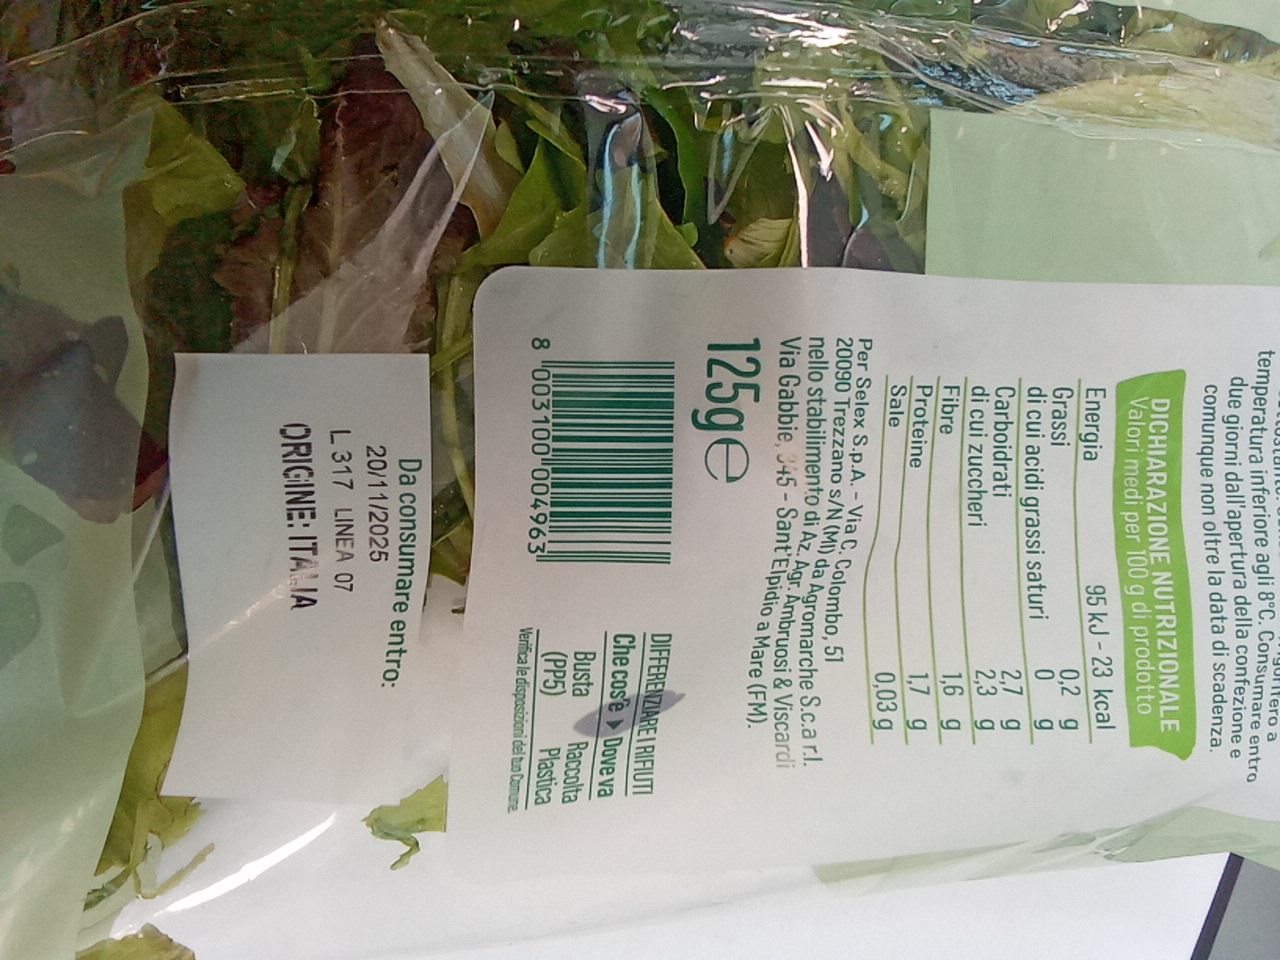 temperatura inferiore agli 8°C. Consumare entro
due giorni dall'apertura della confezione e
comunque non oltre la data di scadenza.
DICHIARAZIONE NUTRIZIONALE
Valori medi per 100 g di prodotto
Energia 95 kJ - 23 kcal
Grassi 0,2 g
di cui acidi grassi saturi 0 g
Carboidrati 2,7 g
di cui zuccheri 2,3 g
Fibre 1,6 g
Proteine 1,7 g
Sale 0,03 g
Per Selex S.p.A. - Via C. Colombo, 51
20090 Trezzano s/N (MI) da Agromarche S.c.a r.l.
nello stabilimento di Az. Agr. Ambruosi & Viscardi
Via Gabbie, 345 - Sant'Elpidio a Mare (FM).
125g e
8 003100 004963
DIFFERENZIARE I RIFIUTI
Che cos'è Dove va
Busta Raccolta
(PP5) Plastica
Verifica le disposizioni del tuo Comune.
Da consumare entro:
20/11/2025
L 317 LINEA 07
ORIGINE: ITALIA